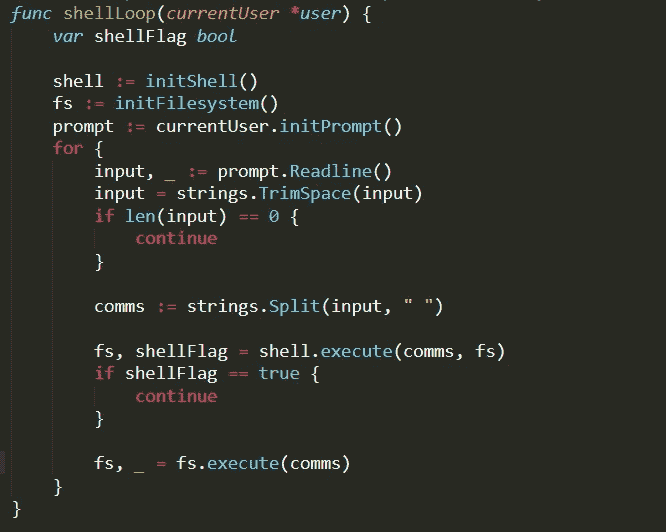 func shellLoop(currentUser *user) {
    var shellFlag bool

    shell := initShell()
    fs := initFilesystem()
    prompt := currentUser.initPrompt()
    for {
        input, _ := prompt.Readline()
        input = strings.TrimSpace(input)
        if len(input) == 0 {
            continue
        }

        comms := strings.Split(input, " ")

        fs, shellFlag = shell.execute(comms, fs)
        if shellFlag == true {
            continue
        }

        fs, _ = fs.execute(comms)
    }
}